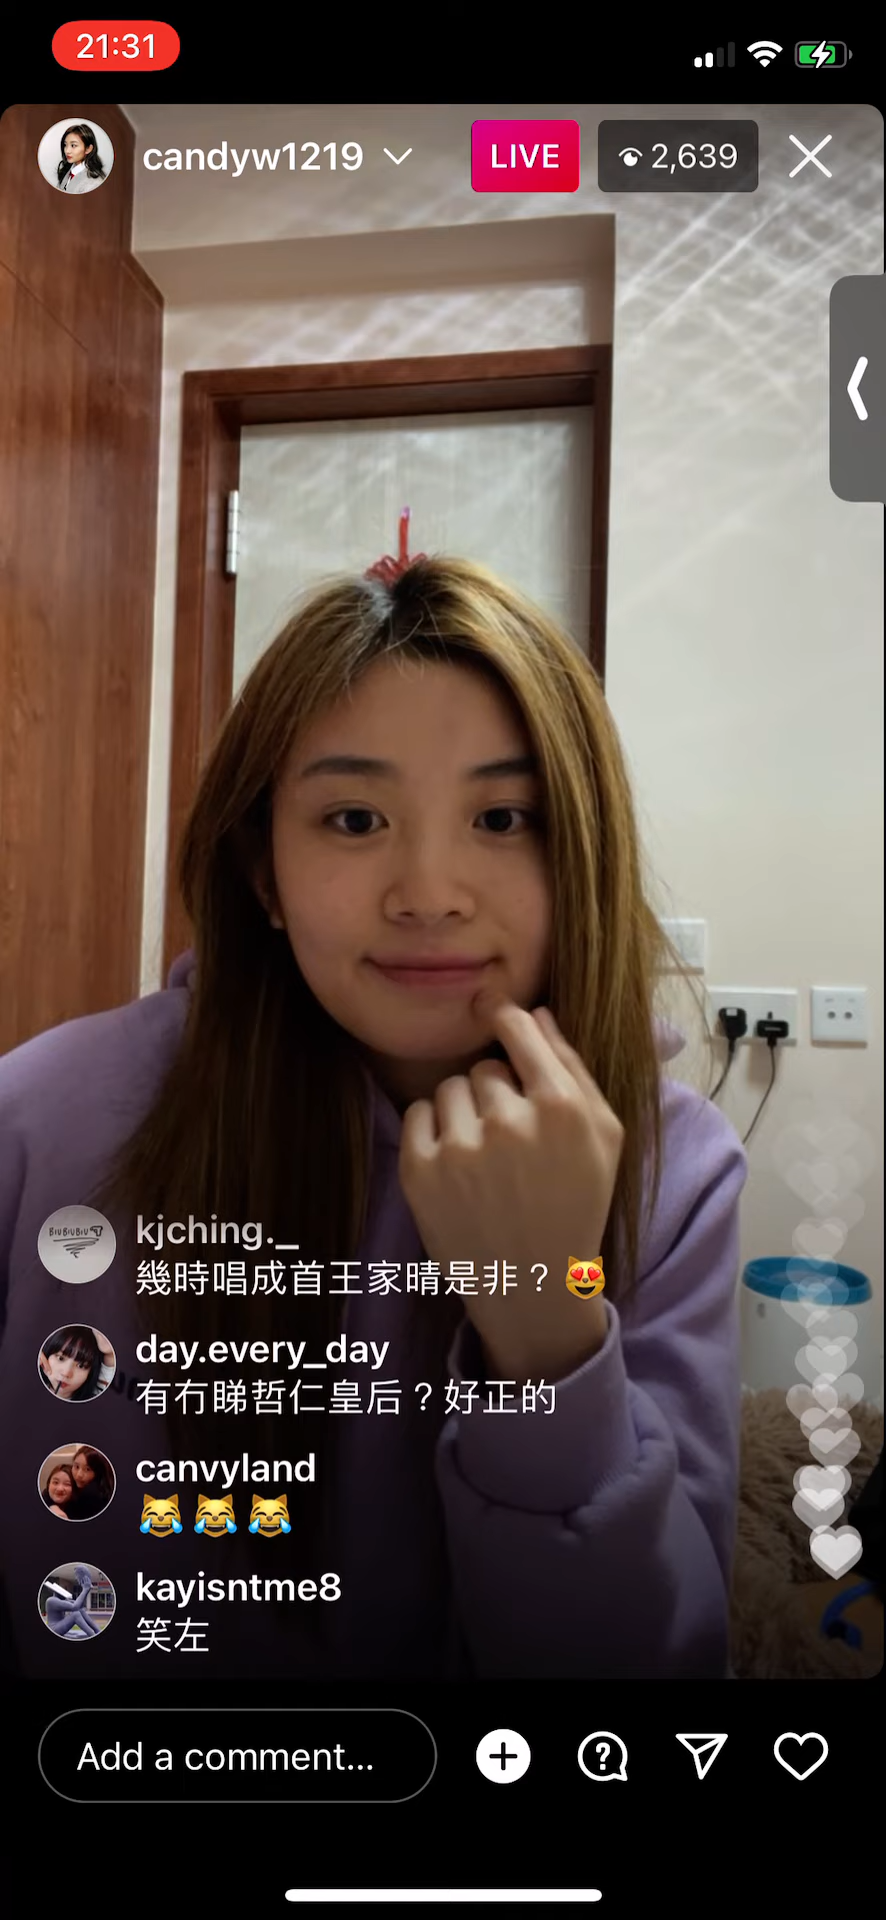 21:31
candyw1219
LIVE
2,639
BIUBIUBIU
kjching._
幾時唱成首王家晴是非？😻
day.every_day
有冇睇哲仁皇后？好正的
canvyland
😹😹😹
kayisntme8
笑左
Add a comment...